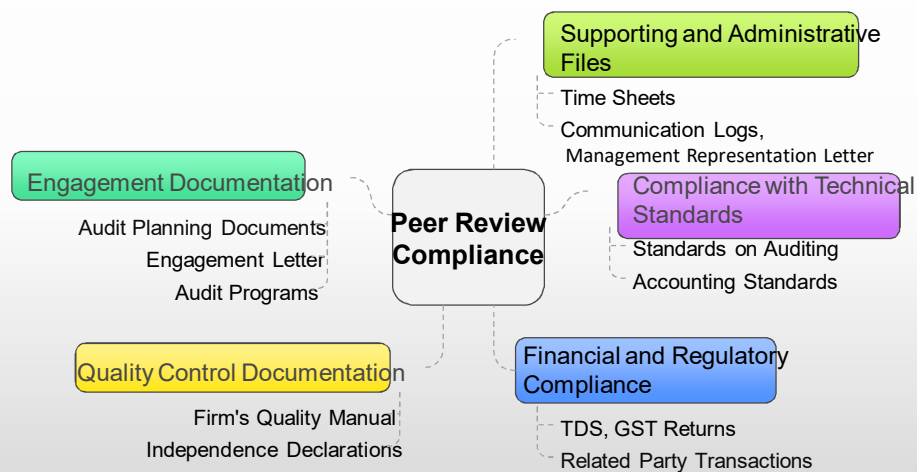 Supporting and Administrative
Files
Time Sheets
Communication Logs,
Management Representation Letter
Engagement Documentation
Audit Planning Documents
Engagement Letter
Audit Programs
Peer Review
Compliance
Compliance with Technical
Standards
Standards on Auditing
Accounting Standards
Quality Control Documentation
Firm's Quality Manual
Independence Declarations
Financial and Regulatory
Compliance
TDS, GST Returns
Related Party Transactions